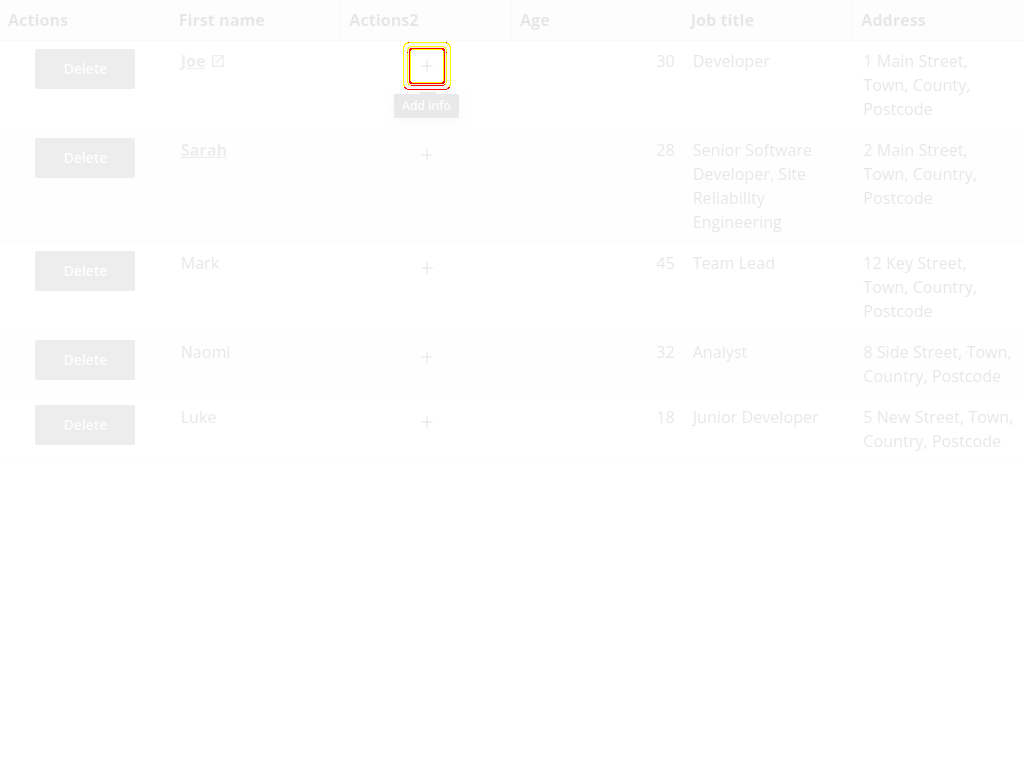 Actions First name Actions2 Age Job title Address
Delete Joe + 30 Developer 1 Main Street,
Town, County,
Postcode
Add info
Delete Sarah + 28 Senior Software 2 Main Street,
Developer, Site Town, Country,
Reliability Postcode
Engineering
Delete Mark + 45 Team Lead 12 Key Street,
Town, Country,
Postcode
Delete Naomi + 32 Analyst 8 Side Street, Town,
Country, Postcode
Delete Luke + 18 Junior Developer 5 New Street, Town,
Country, Postcode